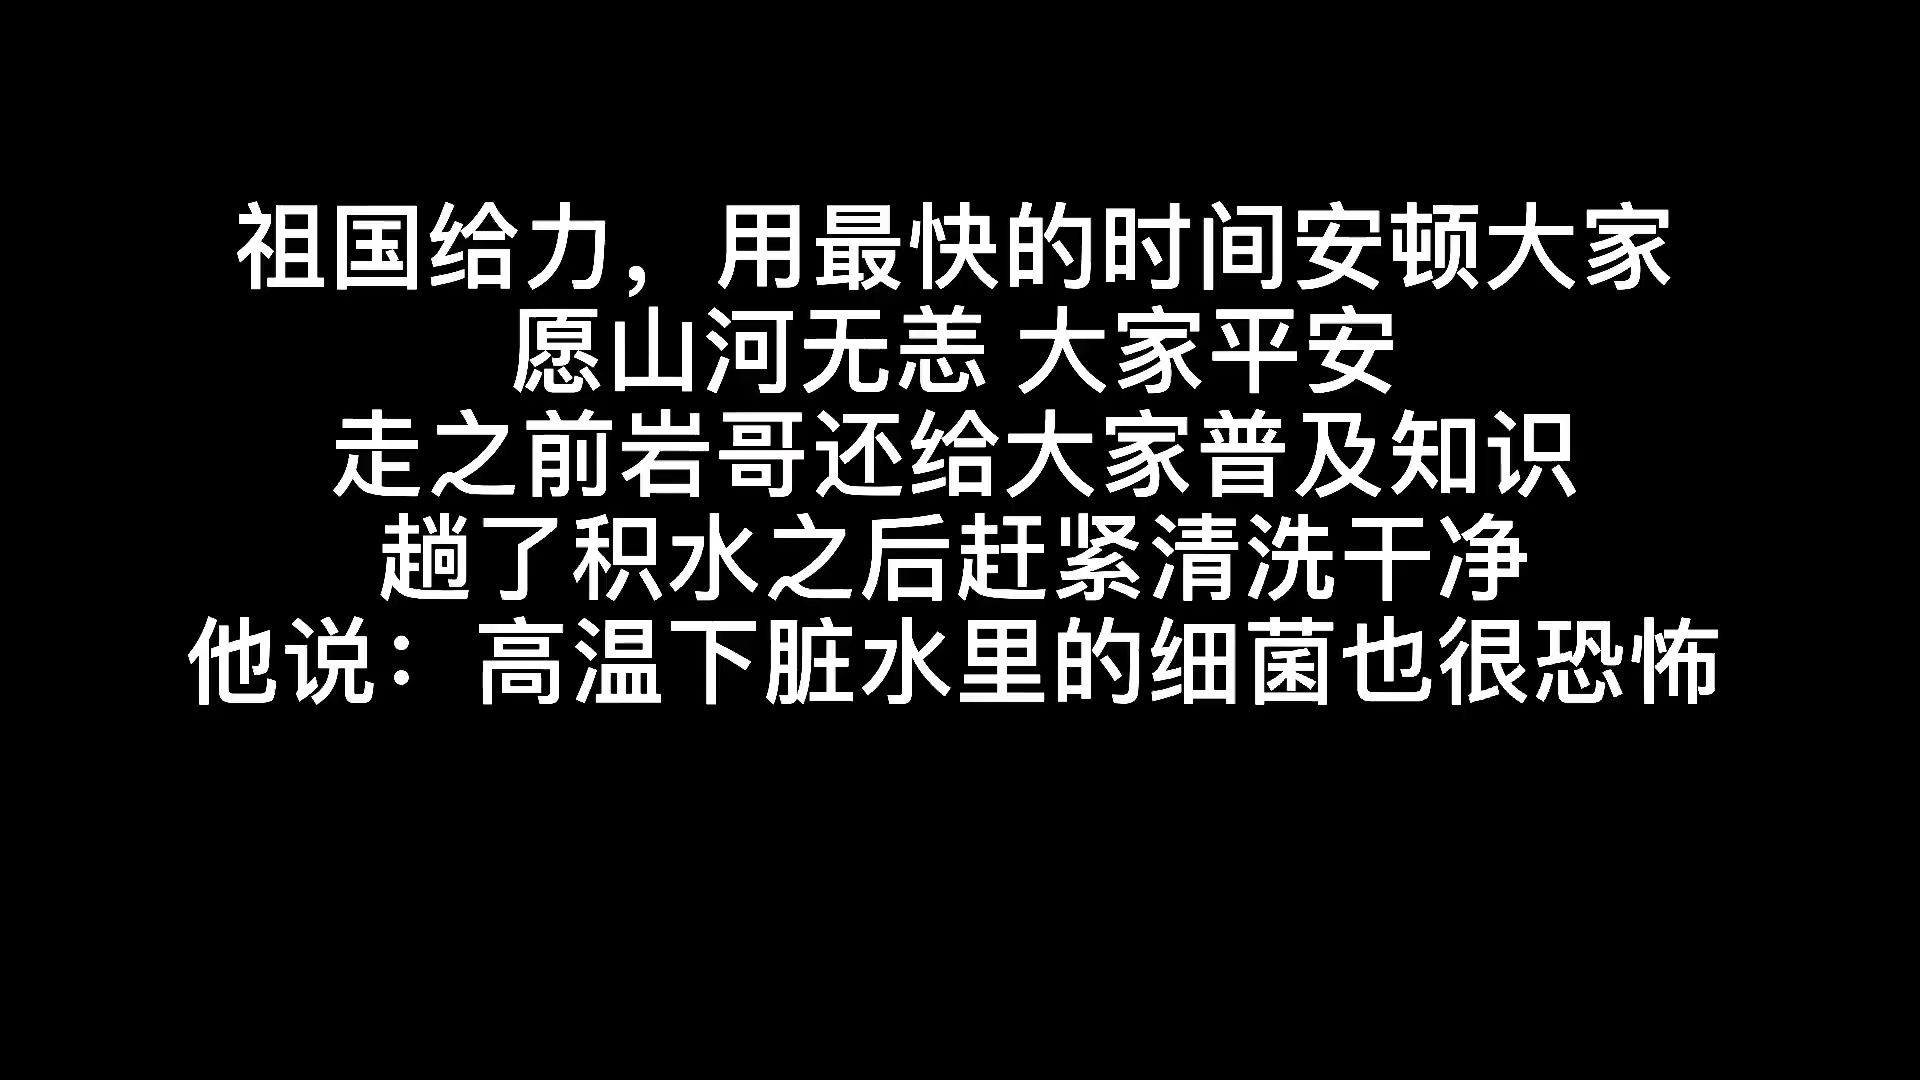 祖国给力，用最快的时间安顿大家
愿山河无恙 大家平安
走之前岩哥还给大家普及知识
趟了积水之后赶紧清洗干净
他说：高温下脏水里的细菌也很恐怖